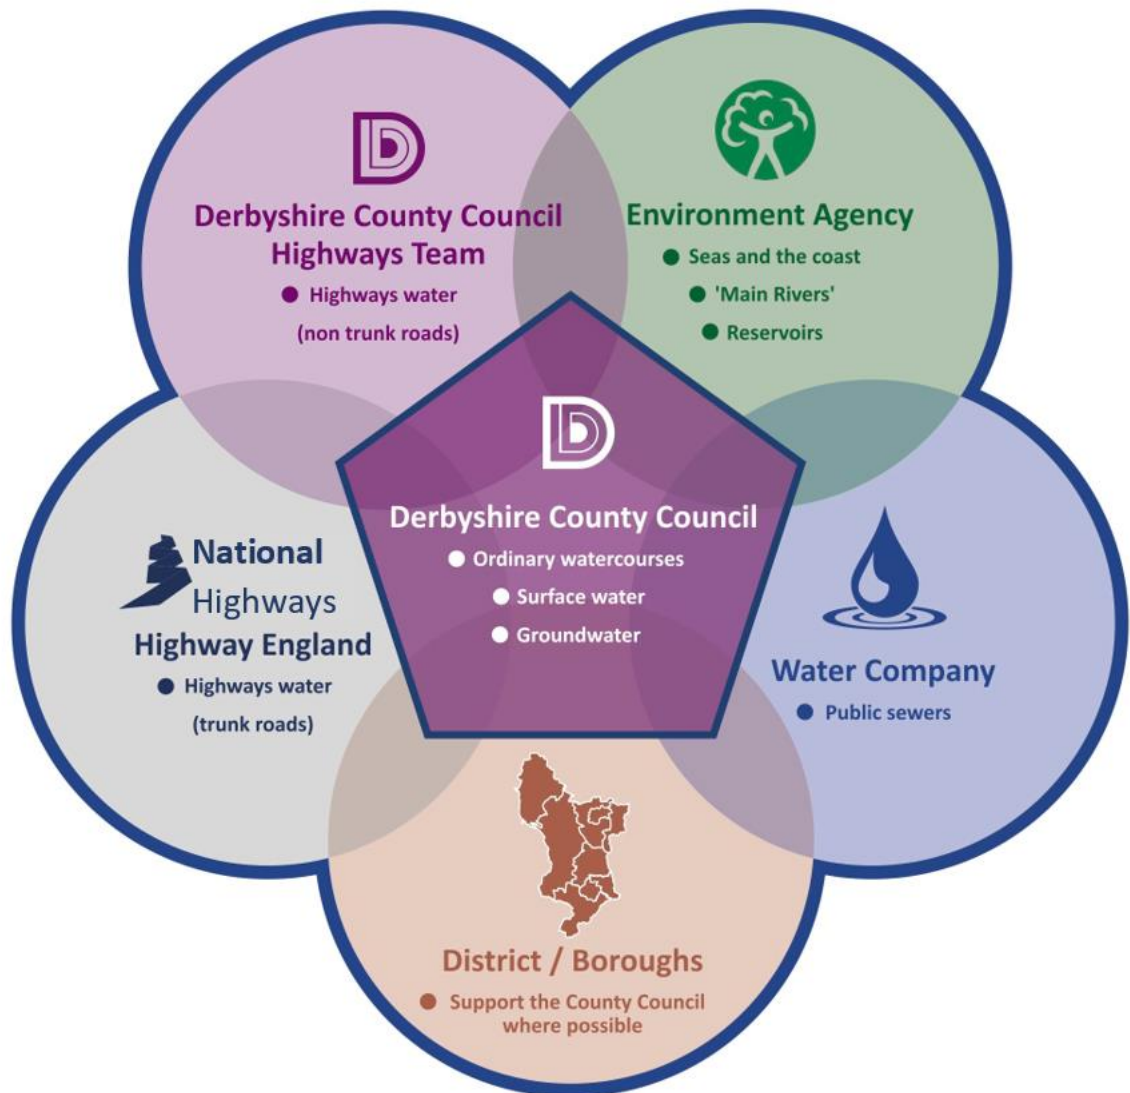 Derbyshire County Council
Highways Team
● Highways water
(non trunk roads)
Environment Agency
● Seas and the coast
● 'Main Rivers'
● Reservoirs
Derbyshire County Council
● Ordinary watercourses
● Surface water
● Groundwater
National
Highways
Highway England
● Highways water
(trunk roads)
Water Company
● Public sewers
District / Boroughs
● Support the County Council
where possible